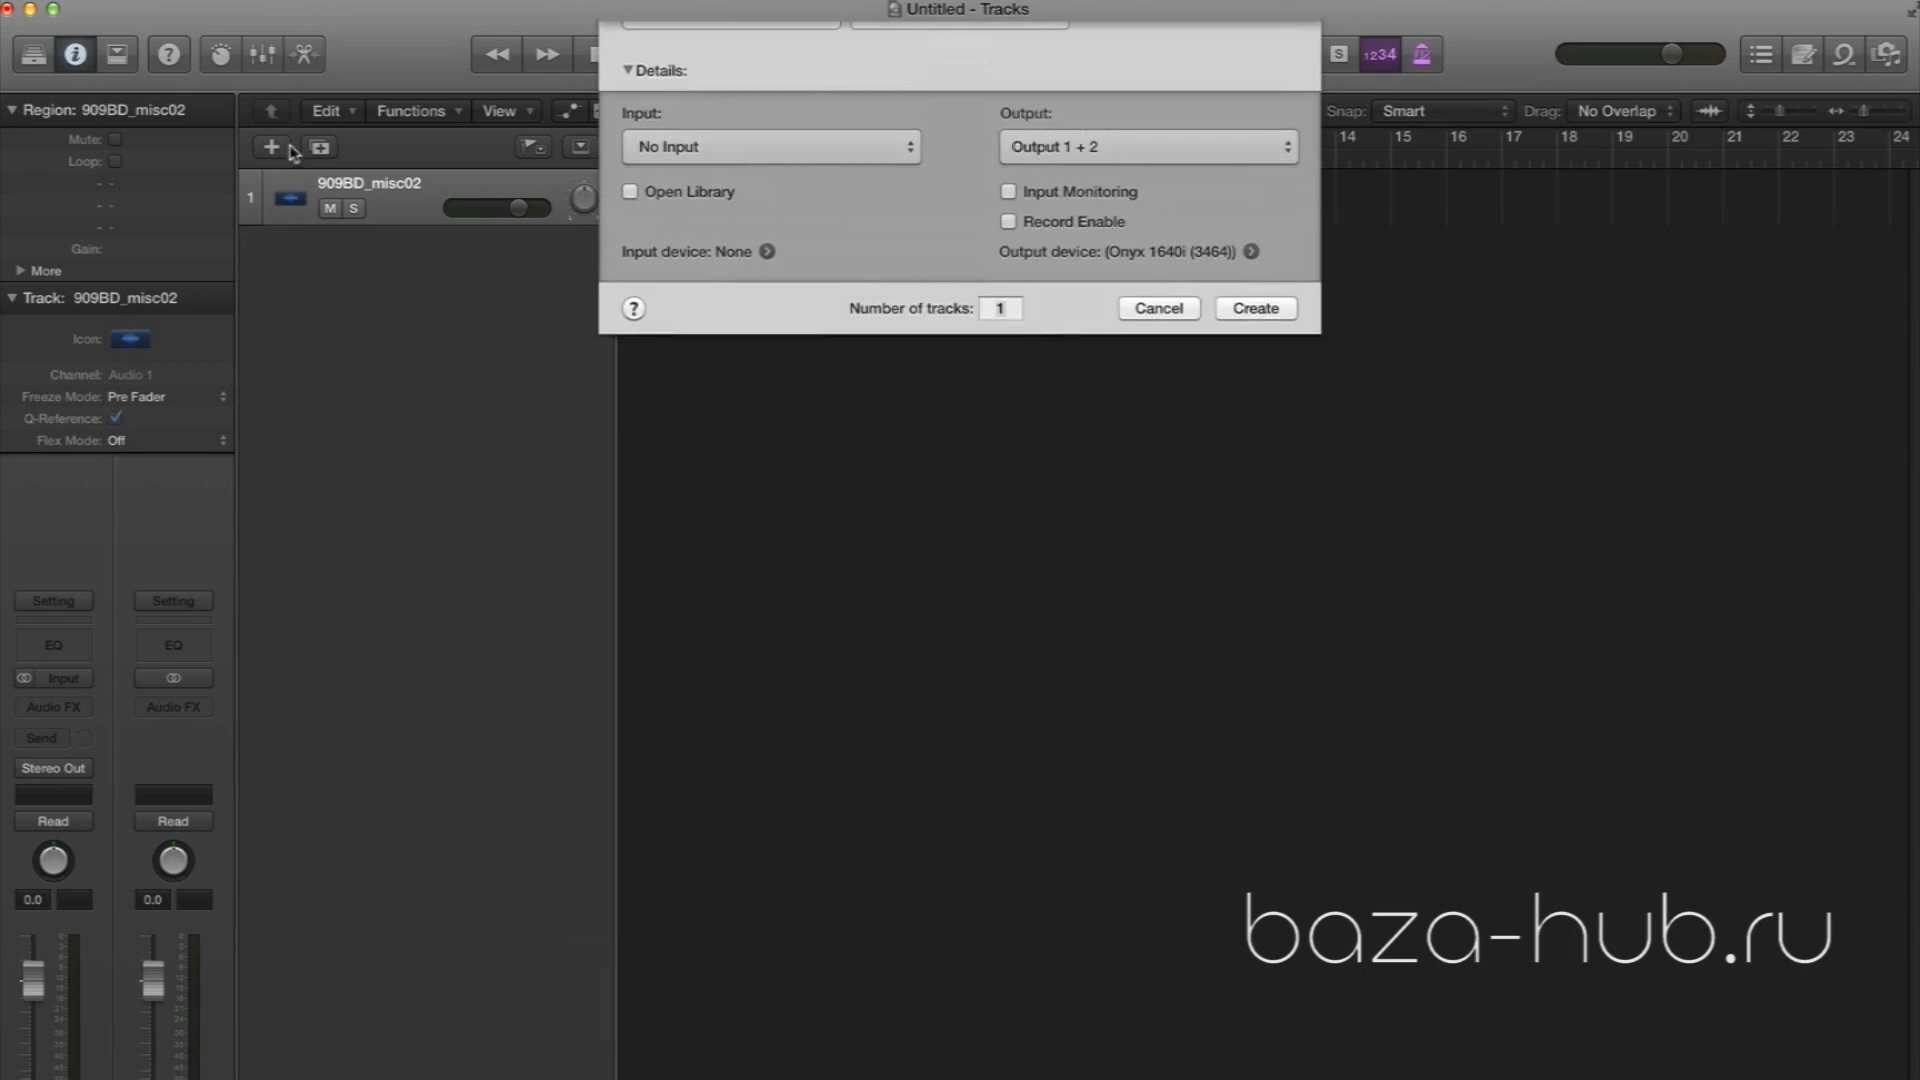 Untitled - Tracks
S
1234
Details:
Region: 909BD_misc02
Edit
Functions
View
Input:
Output:
Snap: Smart
Drag: No Overlap
Mute:
Loop:
- -
- -
- -
Gain:
More
No Input
Output 1 + 2
14 15 16 17 18 19 20 21 22 23 24
1
909BD_misc02
M S
Open Library
Input Monitoring
Record Enable
Input device: None
Output device: (Onyx 1640i (3464))
?
Number of tracks: 1
Cancel
Create
Track: 909BD_misc02
Icon:
Channel: Audio 1
Freeze Mode: Pre Fader
Q-Reference:
Flex Mode: Off
Setting
Setting
EQ
EQ
Input
Audio FX
Audio FX
Send
Stereo Out
Read
Read
0.0
0.0
baza-hub.ru